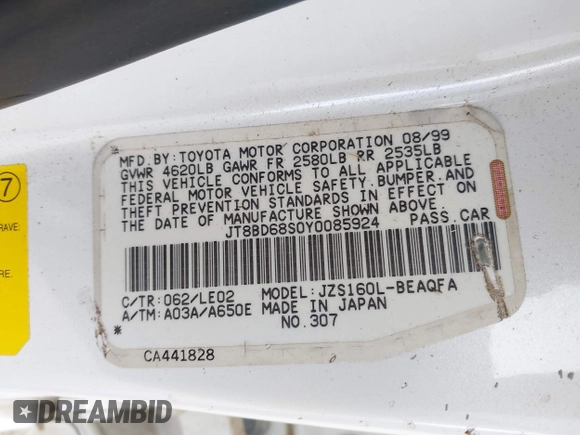 MFD.BY:TOYOTA MOTOR CORPORATION 08/99
GVWR 4620LB GAWR FR 2580LB RR 2535LB
THIS VEHICLE CONFORMS TO ALL APPLICABLE
FEDERAL MOTOR VEHICLE SAFETY,BUMPER,AND
THEFT PREVENTION STANDARDS IN EFFECT ON
THE DATE OF MANUFACTURE SHOWN ABOVE.
JT8BD68S0Y0085924 PASS.CAR
C/TR:062/LE02 MODEL:JZS160L-BEAQFA
A/TM:A03A/A650E MADE IN JAPAN
* NO.307
CA441828
7
RAVE:
DREAMBID